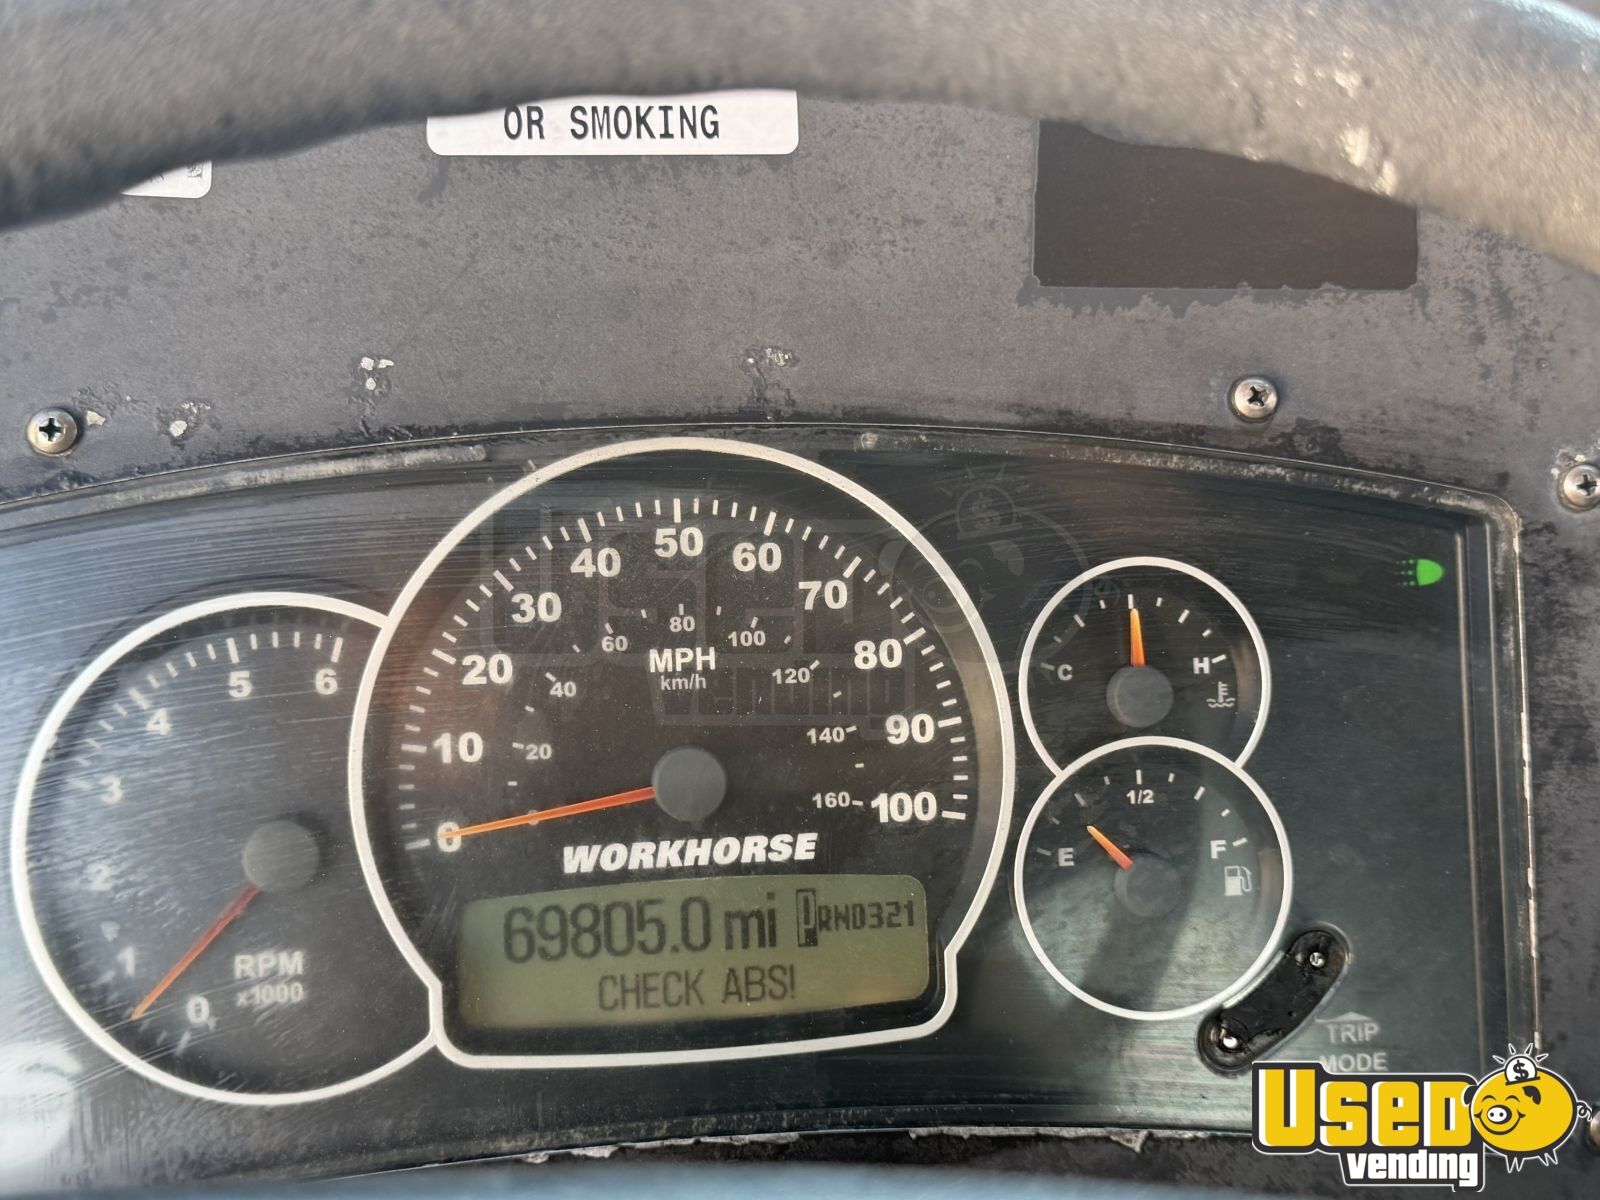 OR SMOKING
0 1 2 3 4 5 6
RPM
x1000
0 10 20 30 40 50 60 70 80 90 100
20 40 60 80 100 120 140 160
MPH
km/h
WORKHORSE
69805.0 mi PRND321
CHECK ABS!
C H
1/2
E F
TRIP
MODE
USED
vending
$